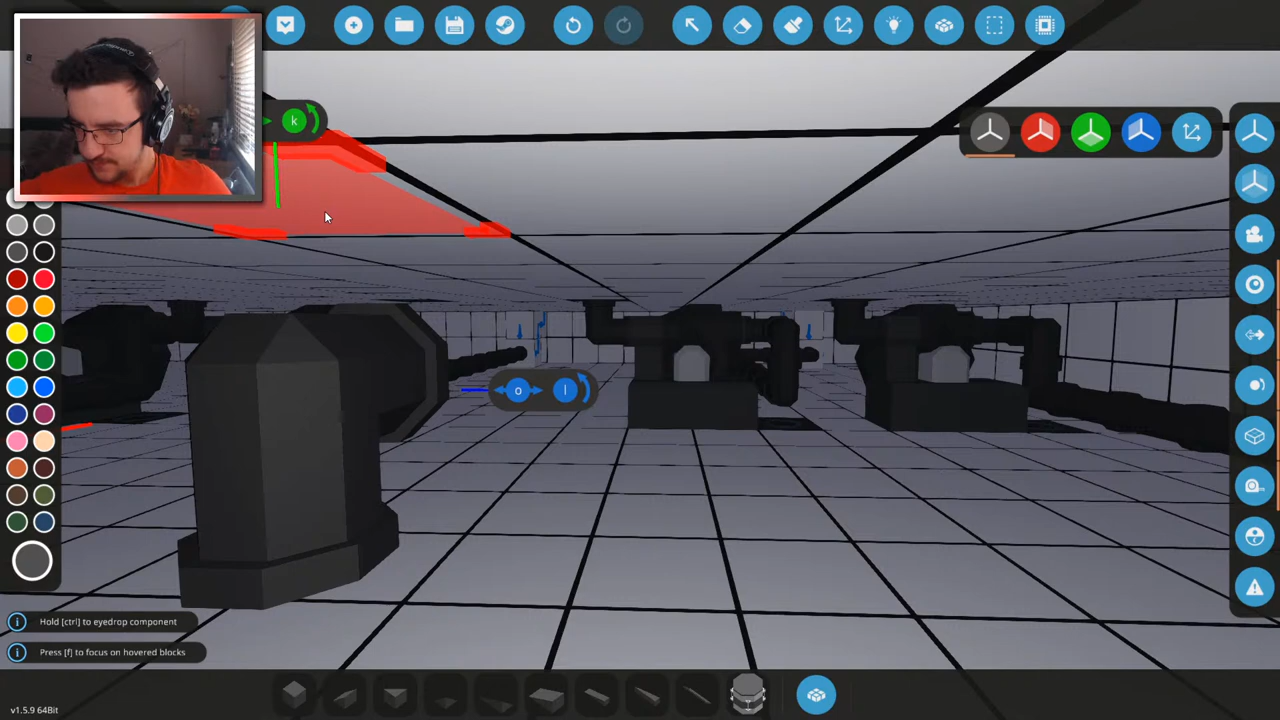 k
o l
Hold [ctrl] to eyedrop component
Press [f] to focus on hovered blocks
v1.5.9 64Bit